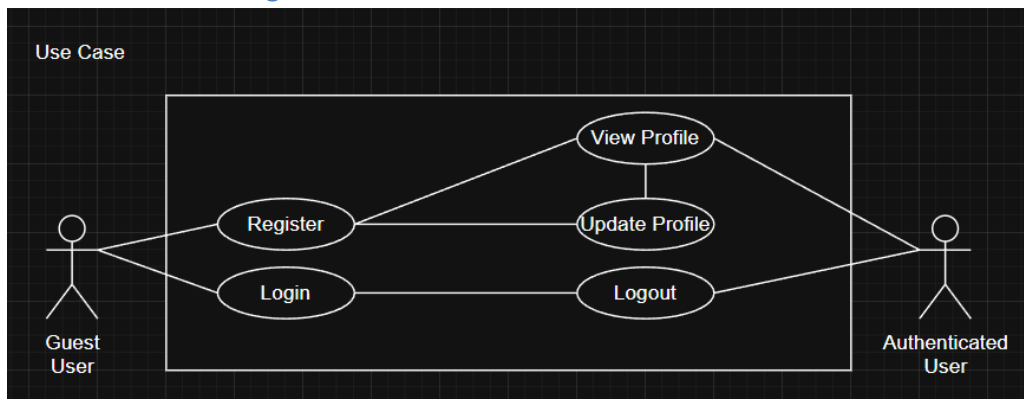 Use Case
View Profile
Register
Update Profile
Login
Logout
Guest
User
Authenticated
User